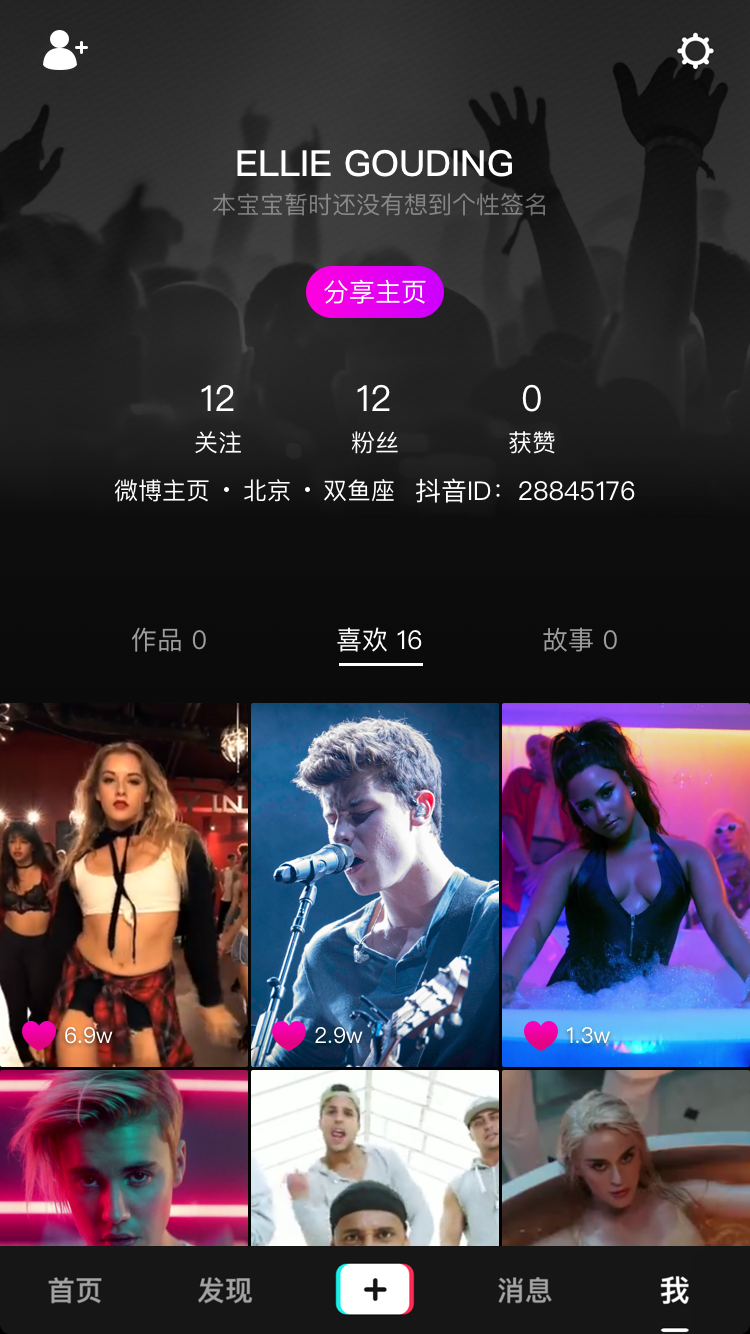 ELLIE GOUDING
本宝宝暂时还没有想到个性签名
分享主页
12 12 0
关注 粉丝 获赞
微博主页 · 北京 · 双鱼座 抖音ID：28845176
作品 0 喜欢 16 故事 0
6.9w 2.9w 1.3w
首页 发现 消息 我